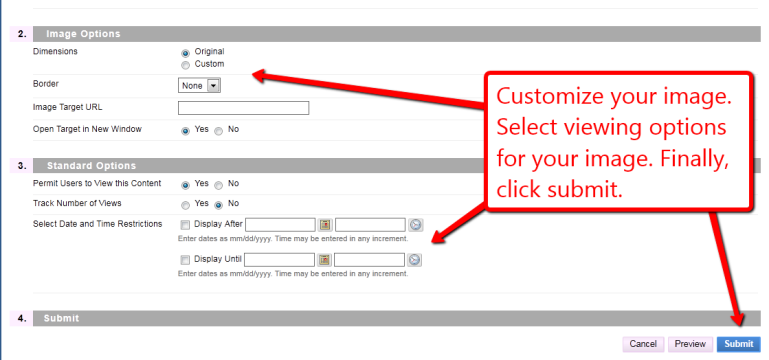 2. Image Options
Dimensions
Original
Custom
Border
None
Image Target URL
Open Target in New Window
Yes No
Customize your image.
Select viewing options
for your image. Finally,
click submit.
3. Standard Options
Permit Users to View this Content
Yes No
Track Number of Views
Yes No
Select Date and Time Restrictions
Display After
Enter dates as mm/dd/yyyy. Time may be entered in any increment.
Display Until
Enter dates as mm/dd/yyyy. Time may be entered in any increment.
4. Submit
Cancel Preview Submit